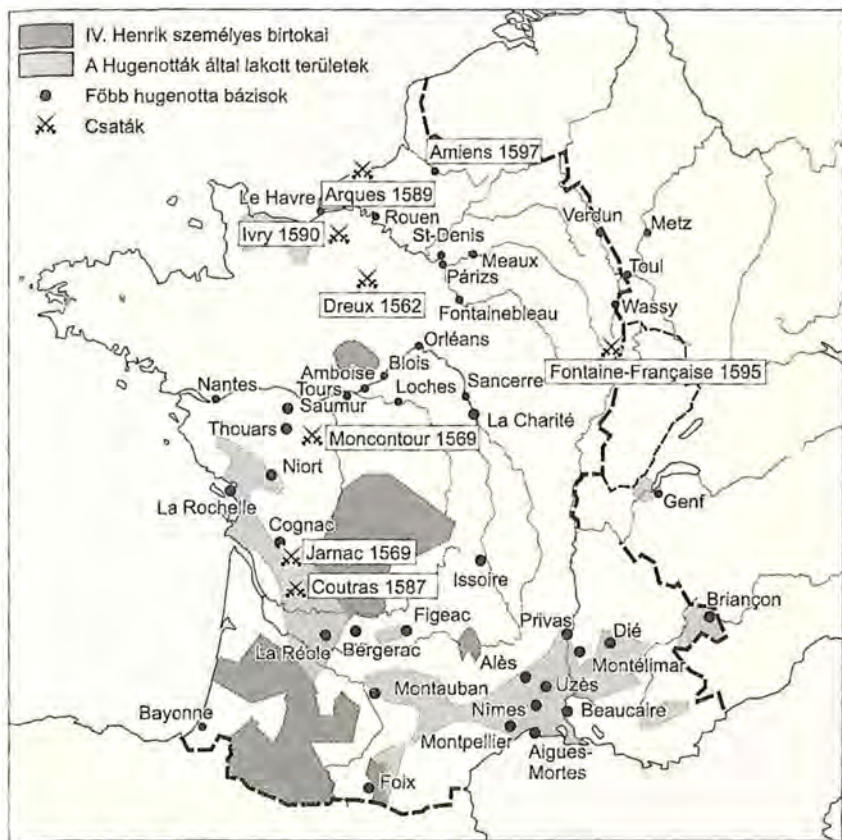 IV. Henrik személyes birtokai
A Hugenották által lakott területek
Főbb hugenotta bázisok
Csaták
Amiens 1597
Arques 1589
Le Havre
Rouen
Ivry 1590
Verdun
Metz
St-Denis
Meaux
Párizs
Toul
Dreux 1562
Fontainebleau
Wassy
Orléans
Fontaine-Française 1595
Amboise
Blois
Tours
Loches
Sancerre
Nantes
Saumur
La Charité
Thouars
Moncontour 1569
Niort
La Rochelle
Genf
Cognac
Jarnac 1569
Issoire
Coutras 1587
Briançon
Figeac
Privas
Dié
La Réole
Bergerac
Alès
Montélimar
Montauban
Uzès
Nîmes
Beaucaire
Bayonne
Montpellier
Aigues-
Mortes
Foix